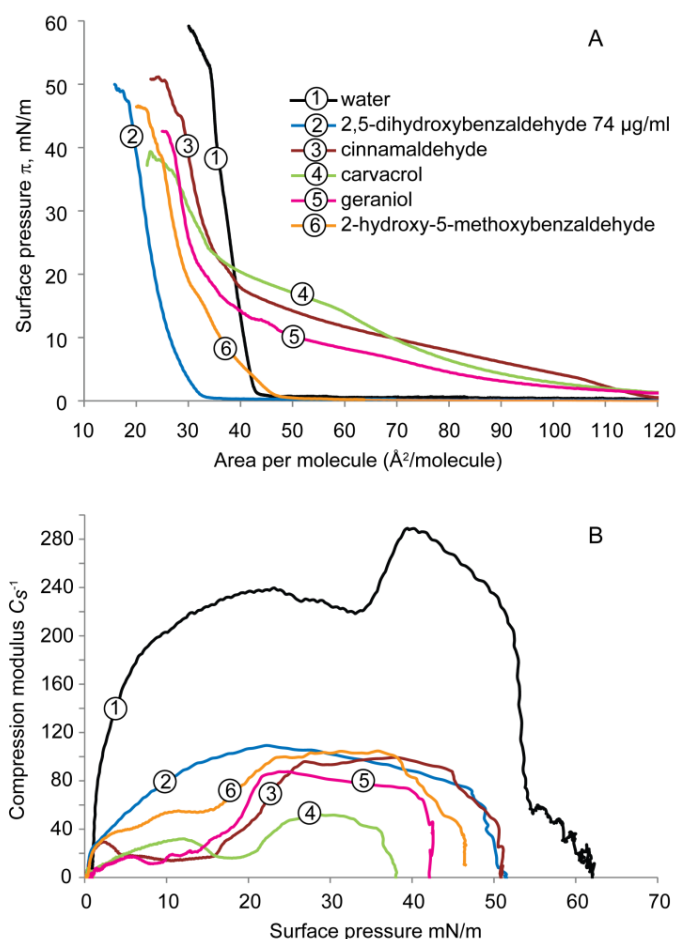 A
60
50
40
30
20
10
0
Surface pressure π, mN/m
① water
② 2,5-dihydroxybenzaldehyde 74 µg/ml
③ cinnamaldehyde
④ carvacrol
⑤ geraniol
⑥ 2-hydroxy-5-methoxybenzaldehyde
② ③ ① ④ ⑤ ⑥
10 20 30 40 50 60 70 80 90 100 110 120
Area per molecule (Å²/molecule)
B
280
240
200
160
120
80
40
0
Compression modulus Cs⁻¹
① ② ⑥ ③ ④ ⑤
0 10 20 30 40 50 60 70
Surface pressure mN/m